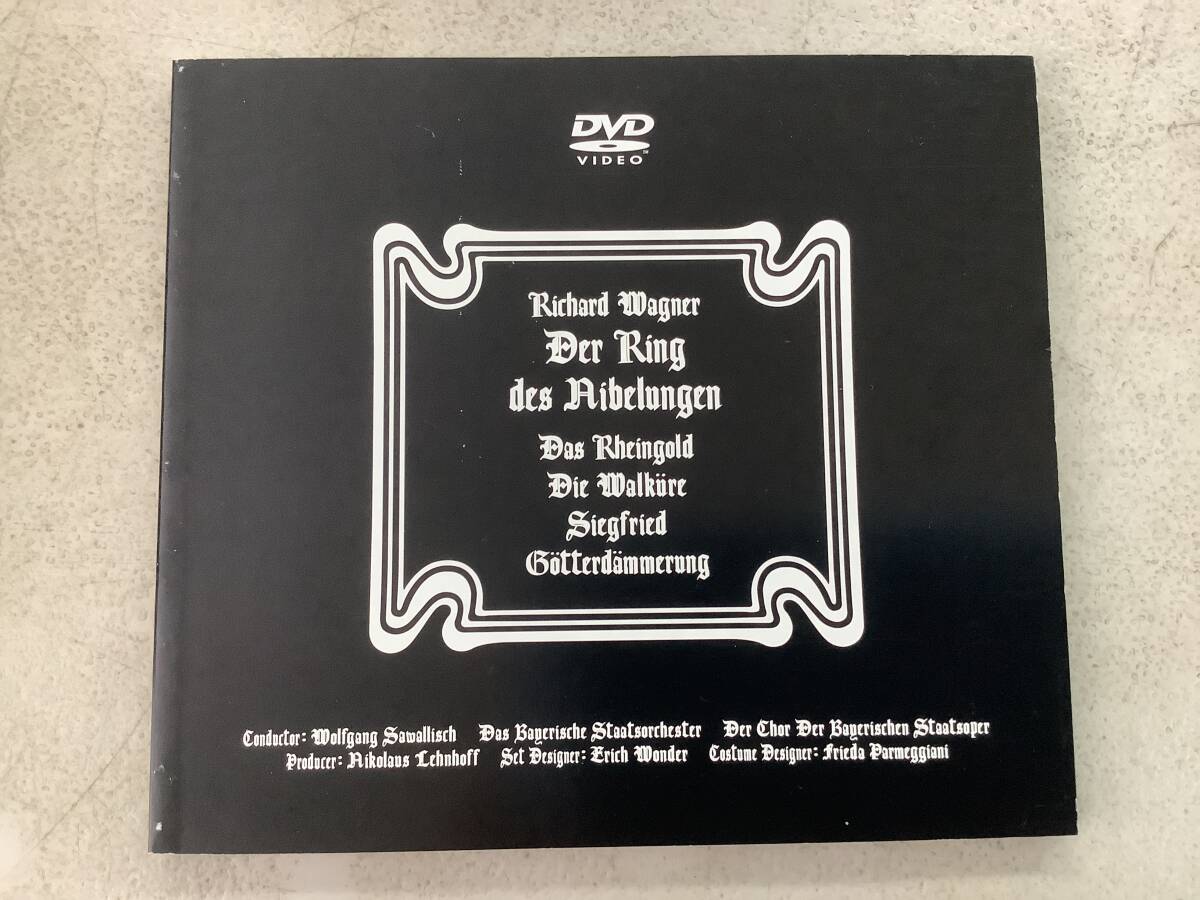 DVD
VIDEO
Richard Wagner
Der Ring
des Nibelungen
Das Rheingold
Die Walküre
Siegfried
Götterdämmerung
Conductor: Wolfgang Sawallisch Das Bayerische Staatsorchester Der Chor Der Bayerischen Staatsoper
Producer: Nikolaus Lehnhoff Set Designer: Erich Wonder Costume Designer: Frieda Parmeggiani